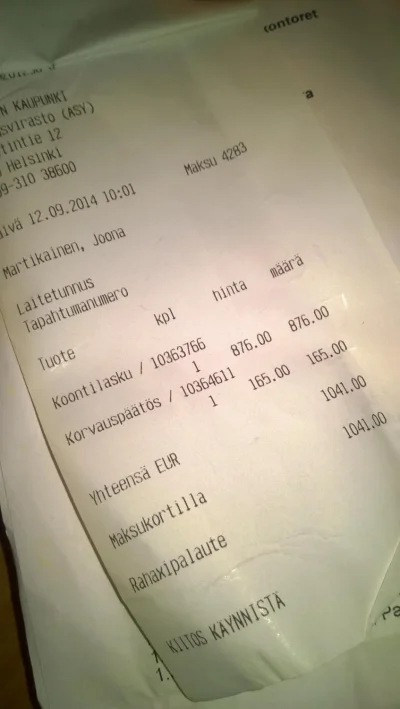 ontoret
N KAUPUNKI
svirasto (ASY)
tintie 12
Helsinki
09-310 38600
a
Maksu 4283
ivä 12.09.2014 10:01
Martikainen, Joona
Laitetunnus
Tapahtumanumero
Tuote kpl hinta määrä
Koontilasku / 10363766
1 876.00 876.00
Korvauspäätös / 10364611
1 165.00 165.00
Yhteensä EUR 1041.00
Maksukortilla 1041.00
Rahaxipalaute
KIITOS KÄYNNISTÄ